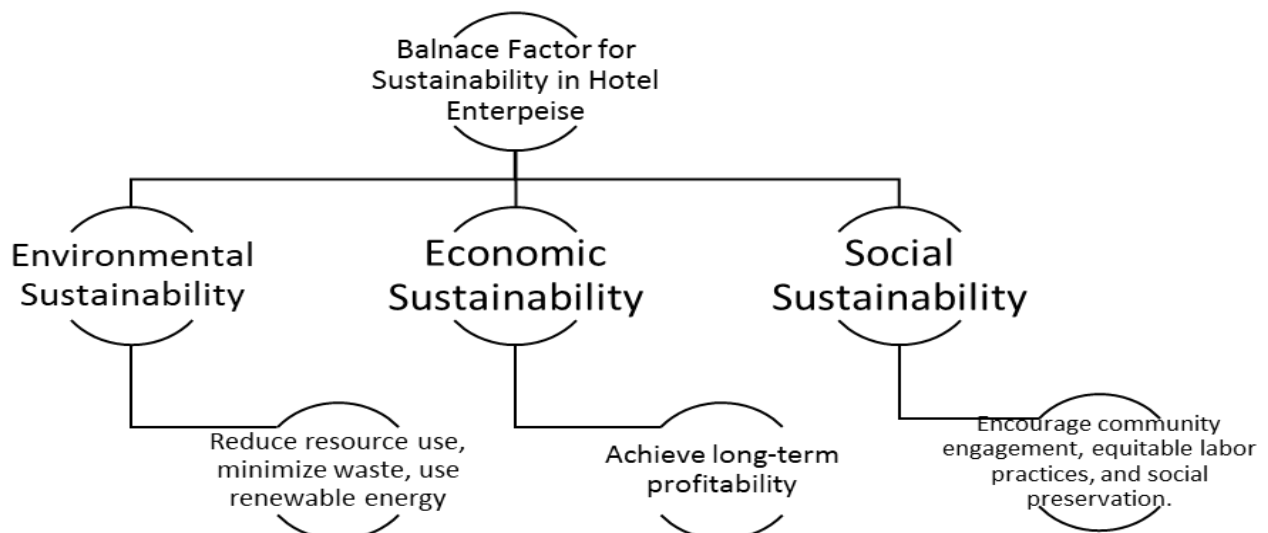 Balnace Factor for
Sustainability in Hotel
Enterpeise
Environmental
Sustainability
Economic
Sustainability
Social
Sustainability
Reduce resource use,
minimize waste, use
renewable energy
Achieve long-term
profitability
Encourage community
engagement, equitable labor
practices, and social
preservation.